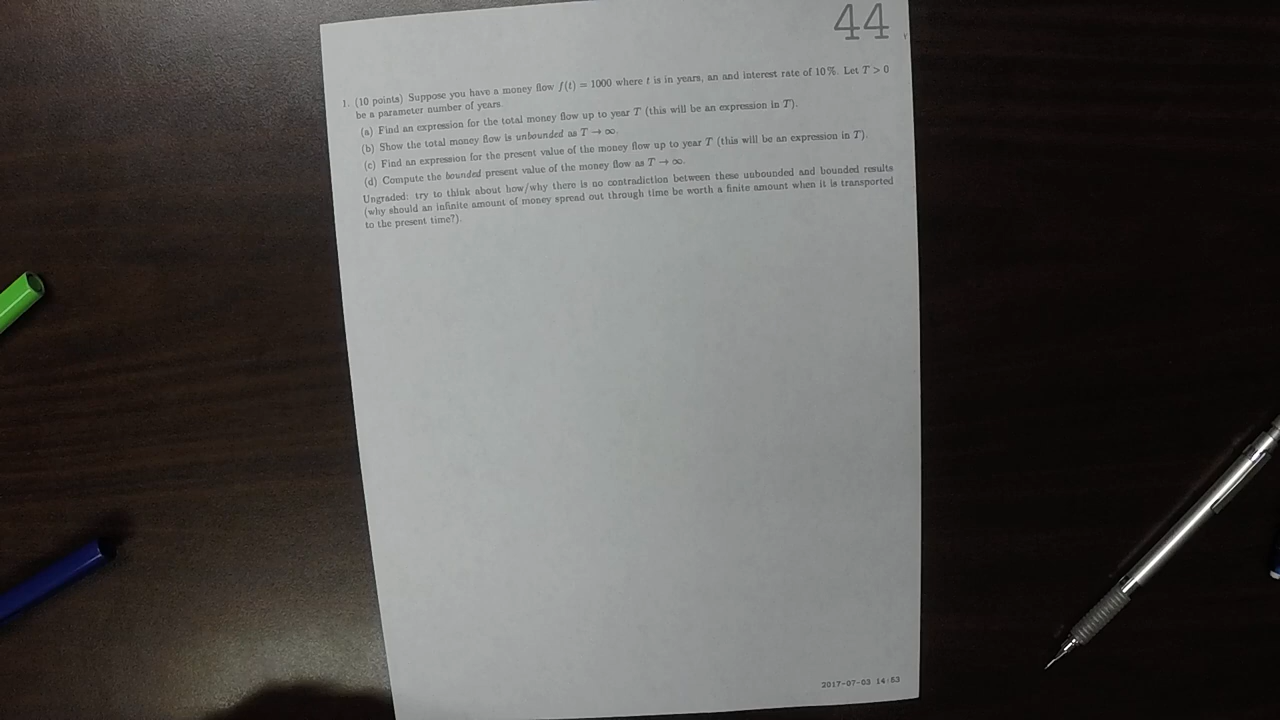 44
1. (10 points) Suppose you have a money flow f(t) = 1000 where t is in years, an and interest rate of 10%. Let T > 0
be a parameter number of years.
(a) Find an expression for the total money flow up to year T (this will be an expression in T).
(b) Show the total money flow is unbounded as T → ∞.
(c) Find an expression for the present value of the money flow up to year T (this will be an expression in T).
(d) Compute the bounded present value of the money flow as T → ∞.
Ungraded: try to think about how/why there is no contradiction between these unbounded and bounded results
(why should an infinite amount of money spread out through time be worth a finite amount when it is transported
to the present time?).
2017-07-03 14:53